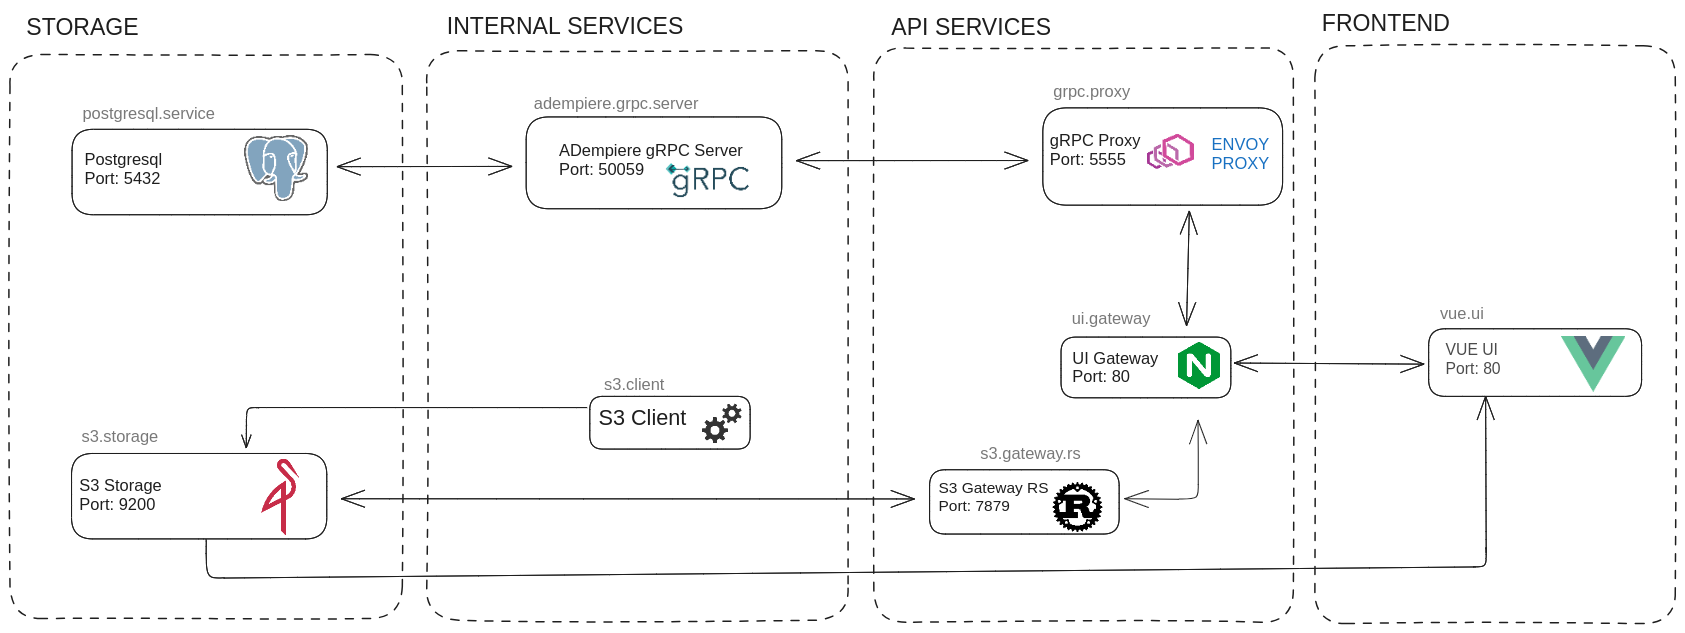 STORAGE
postgresql.service
Postgresql
Port: 5432
s3.storage
S3 Storage
Port: 9200
INTERNAL SERVICES
adempiere.grpc.server
ADempiere gRPC Server
Port: 50059
gRPC
s3.client
S3 Client
API SERVICES
grpc.proxy
gRPC Proxy
Port: 5555
ENVOY
PROXY
ui.gateway
UI Gateway
Port: 80
N
s3.gateway.rs
S3 Gateway RS
Port: 7879
R
FRONTEND
vue.ui
VUE UI
Port: 80